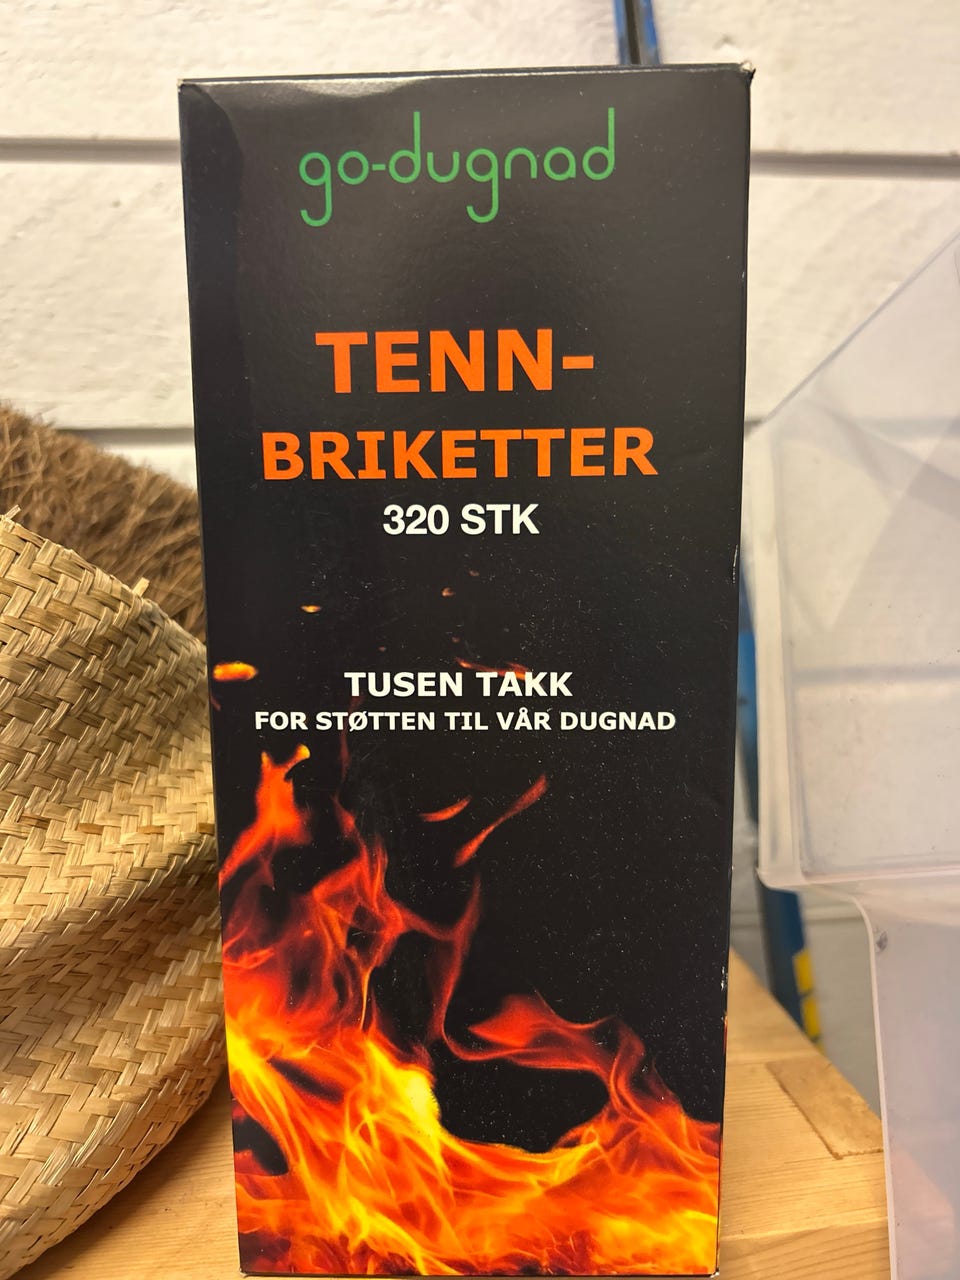 go-dugnad
TENN-
BRIKETTER
320 STK
TUSEN TAKK
FOR STØTTEN TIL VÅR DUGNAD